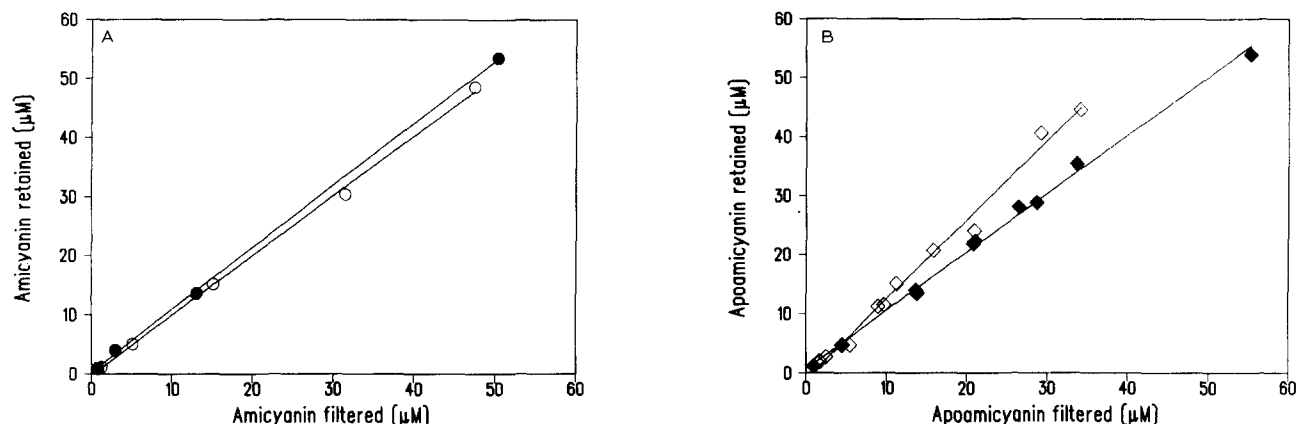 A
60
50
40
30
20
10
0
Amicyanin retained (μM)
0 10 20 30 40 50 60
Amicyanin filtered (μM)
B
60
50
40
30
20
10
0
Apoamicyanin retained (μM)
0 10 20 30 40 50 60
Apoamicyanin filtered (μM)